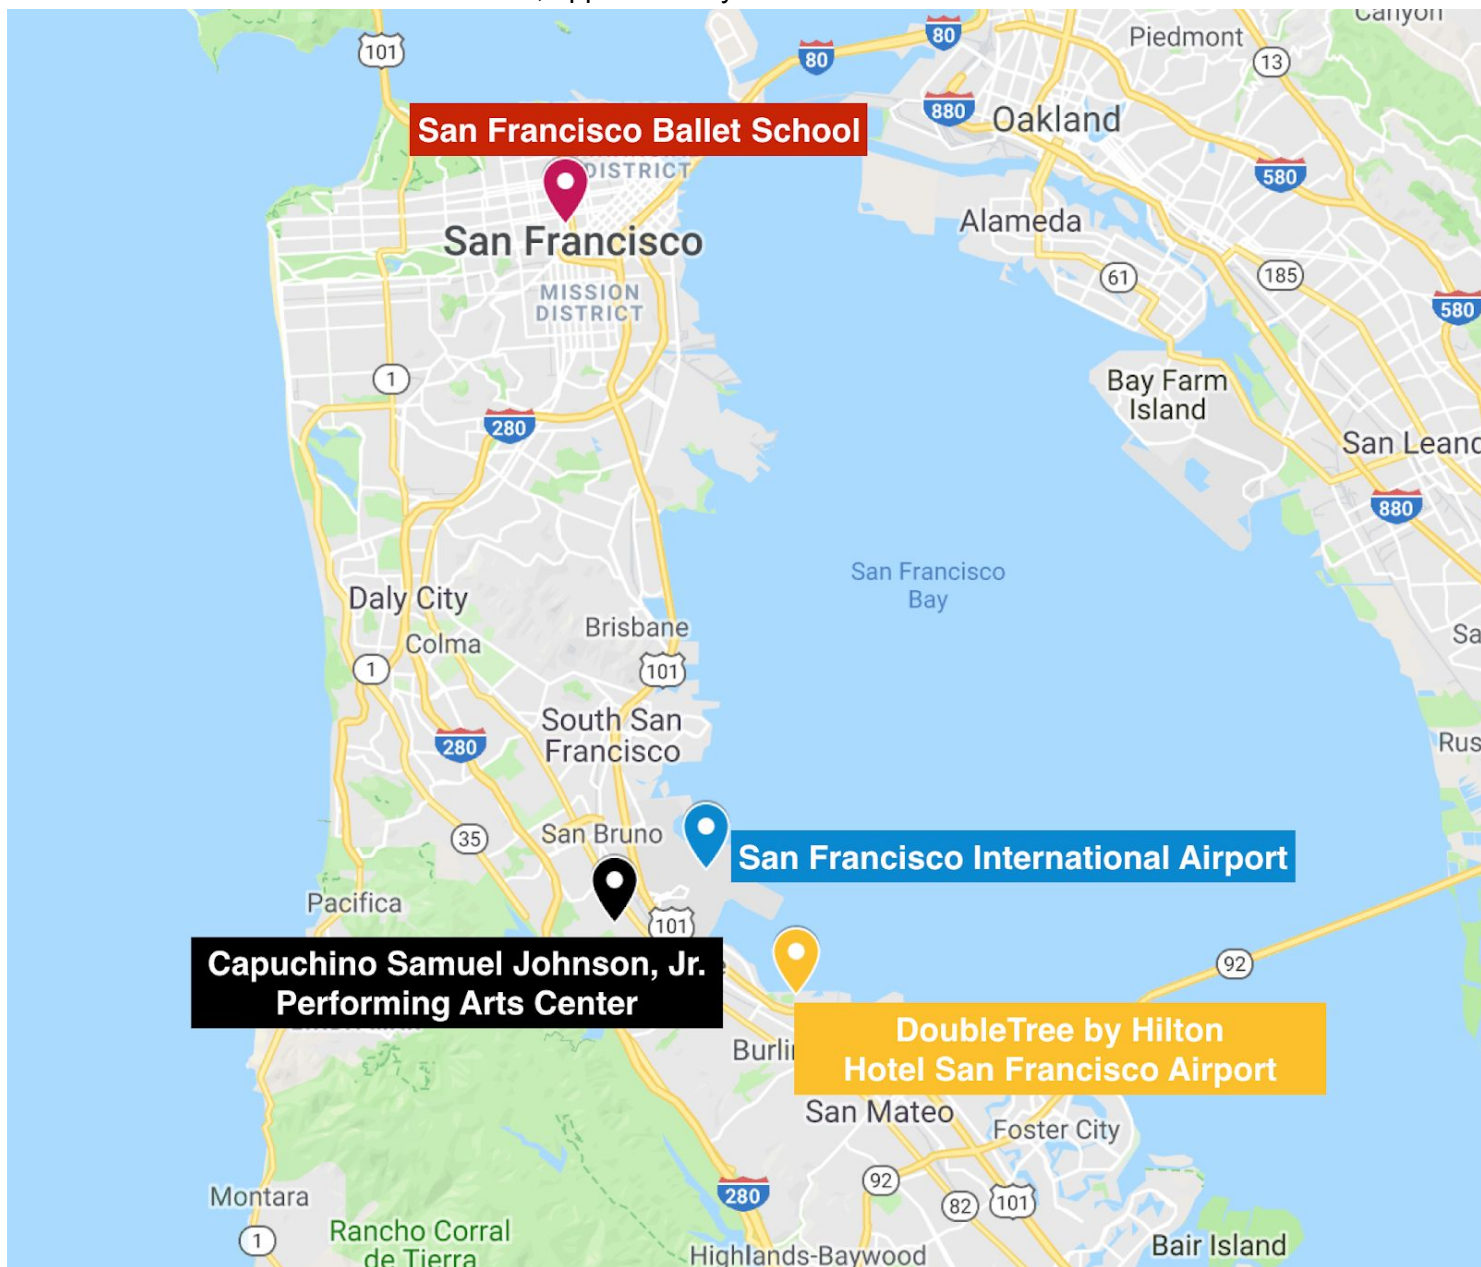 Canyon
101
80
80
Piedmont
13
880
Oakland
San Francisco Ballet School
DISTRICT
580
San Francisco
Alameda
61
185
580
MISSION
DISTRICT
1
Bay Farm
Island
280
San Leand
880
San Francisco
Bay
Daly City
Brisbane
Colma
Sa
1
101
South San
Francisco
280
Rus
35
San Bruno
San Francisco International Airport
Pacifica
101
Capuchino Samuel Johnson, Jr.
Performing Arts Center
92
DoubleTree by Hilton
Hotel San Francisco Airport
Burli
San Mateo
Foster City
92
82
101
280
Montara
1
Rancho Corral
de Tierra
Highlands-Baywood
Bair Island